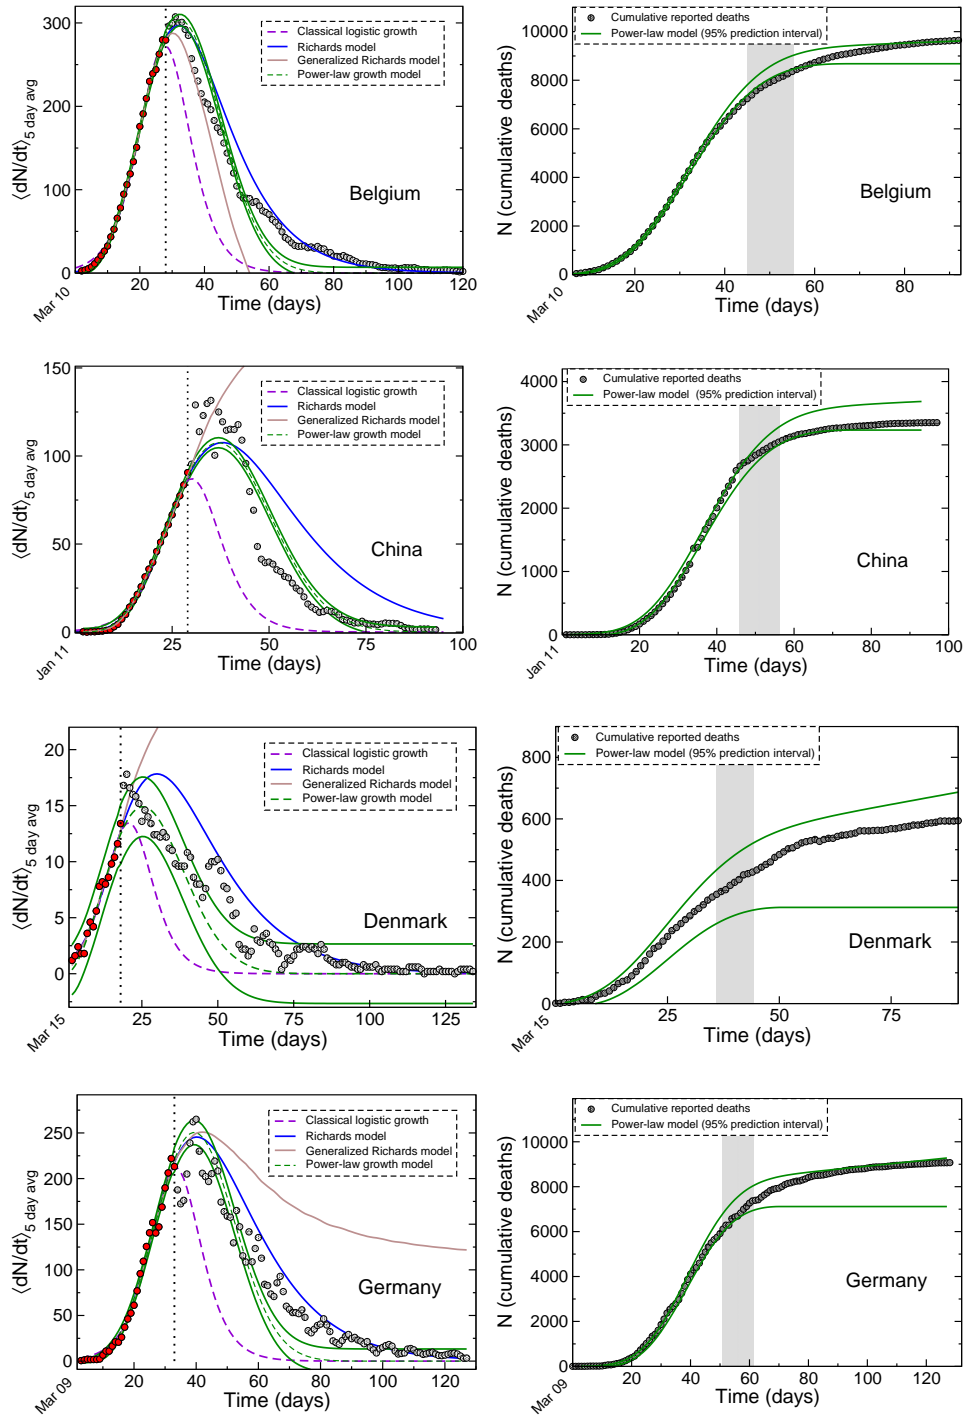 300
200
100
0
⟨dN/dt⟩5 day avg
Classical logistic growth
Richards model
Generalized Richards model
Power-law growth model
Belgium
20 40 60 80 100 120
Mar 10
Time (days)
10000
8000
6000
4000
2000
0
N (cumulative deaths)
Cumulative reported deaths
Power-law model (95% prediction interval)
Belgium
20 40 60 80
Mar 10
Time (days)
150
100
50
0
⟨dN/dt⟩5 day avg
Classical logistic growth
Richards model
Generalized Richards model
Power-law growth model
China
25 50 75 100
Jan 11
Time (days)
4000
3000
2000
1000
0
N (cumulative deaths)
Cumulative reported deaths
Power-law model (95% prediction interval)
China
20 40 60 80 100
Jan 11
Time (days)
20
15
10
5
0
⟨dN/dt⟩5 day avg
Classical logistic growth
Richards model
Generalized Richards model
Power-law growth model
Denmark
25 50 75 100 125
Mar 15
Time (days)
800
600
400
200
0
N (cumulative deaths)
Cumulative reported deaths
Power-law model (95% prediction interval)
Denmark
25 50 75
Mar 15
Time (days)
250
200
150
100
50
0
⟨dN/dt⟩5 day avg
Classical logistic growth
Richards model
Generalized Richards model
Power-law growth model
Germany
20 40 60 80 100 120
Mar 09
Time (days)
10000
8000
6000
4000
2000
0
N (cumulative deaths)
Cumulative reported deaths
Power-law model (95% prediction interval)
Germany
20 40 60 80 100 120
Mar 09
Time (days)